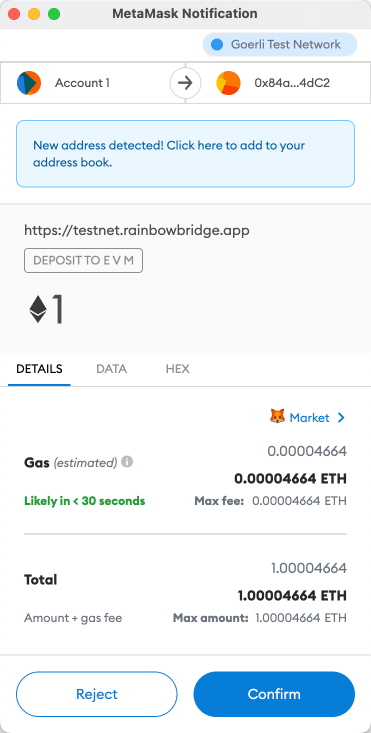 MetaMask Notification
Goerli Test Network
Account 1
0x84a...4dC2
New address detected! Click here to add to your
address book.
https://testnet.rainbowbridge.app
DEPOSIT TO E V M
1
DETAILS DATA HEX
Market
0.00004664
Gas (estimated) i
0.00004664 ETH
Likely in < 30 seconds Max fee: 0.00004664 ETH
1.00004664
Total
1.00004664 ETH
Amount + gas fee Max amount: 1.00004664 ETH
Reject Confirm